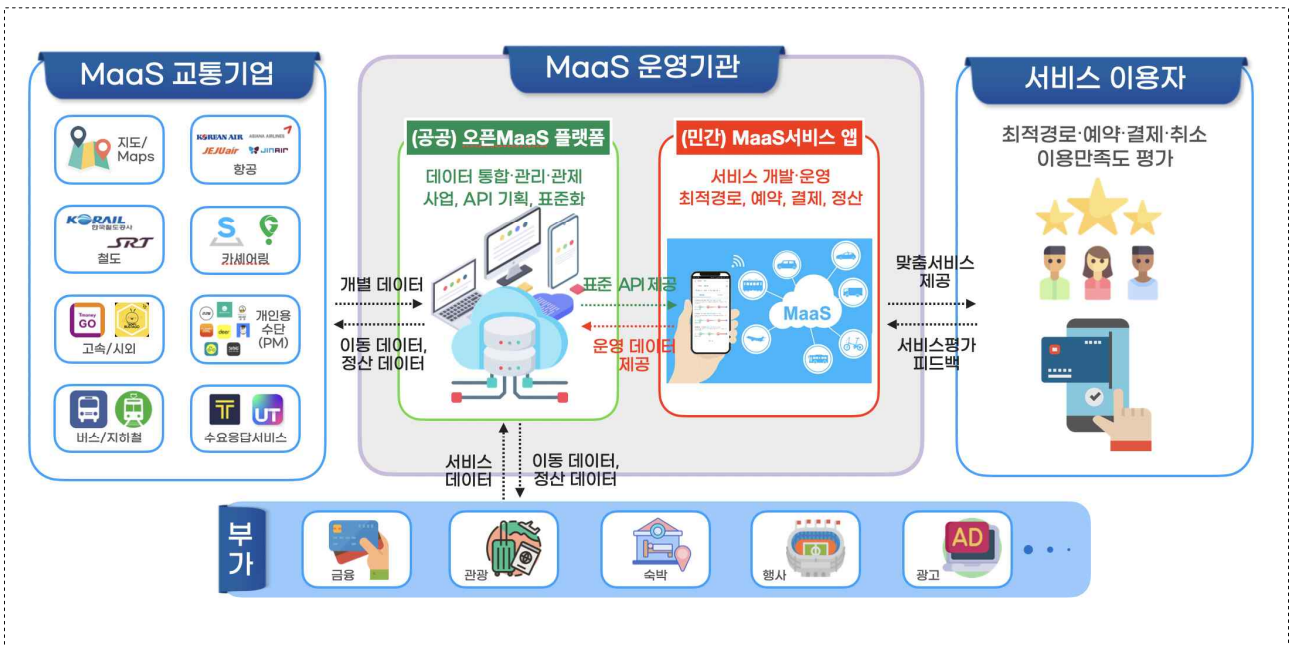 MaaS 교통기업
지도/
Maps
KOREAN AIR
ASIANA AIRLINES
JEJUair
JINAIR
항공
KORAIL
한국철도공사
SRT
철도
카셰어링
GO
고속/시외
개인용
수단
(PM)
버스/지하철
UT
수요응답서비스
개별 데이터
이동 데이터,
정산 데이터
MaaS 운영기관
(공공) 오픈MaaS 플랫폼
데이터 통합·관리·관제
사업, API 기획, 표준화
표준 API 제공
운영 데이터
제공
(민간) MaaS서비스 앱
서비스 개발·운영
최적경로, 예약, 결제, 정산
MaaS
맞춤서비스
제공
서비스평가
피드백
서비스 이용자
최적경로·예약·결제·취소
이용만족도 평가
서비스
데이터
이동 데이터,
정산 데이터
부가
금융
관광
숙박
행사
광고
AD